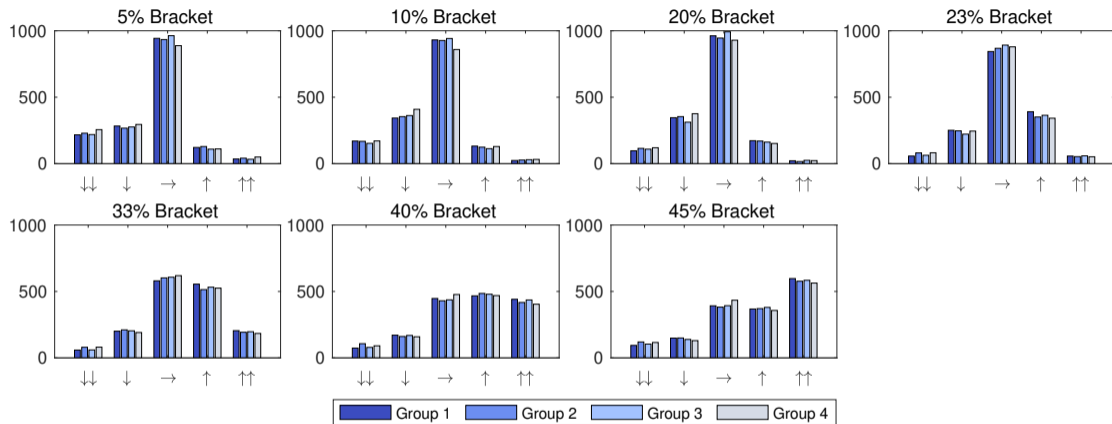 5% Bracket
10% Bracket
20% Bracket
23% Bracket
1000
500
0
↓↓ ↓ → ↑ ↑↑
1000
500
0
↓↓ ↓ → ↑ ↑↑
1000
500
0
↓↓ ↓ → ↑ ↑↑
1000
500
0
↓↓ ↓ → ↑ ↑↑
33% Bracket
40% Bracket
45% Bracket
1000
500
0
↓↓ ↓ → ↑ ↑↑
1000
500
0
↓↓ ↓ → ↑ ↑↑
1000
500
0
↓↓ ↓ → ↑ ↑↑
Group 1 Group 2 Group 3 Group 4